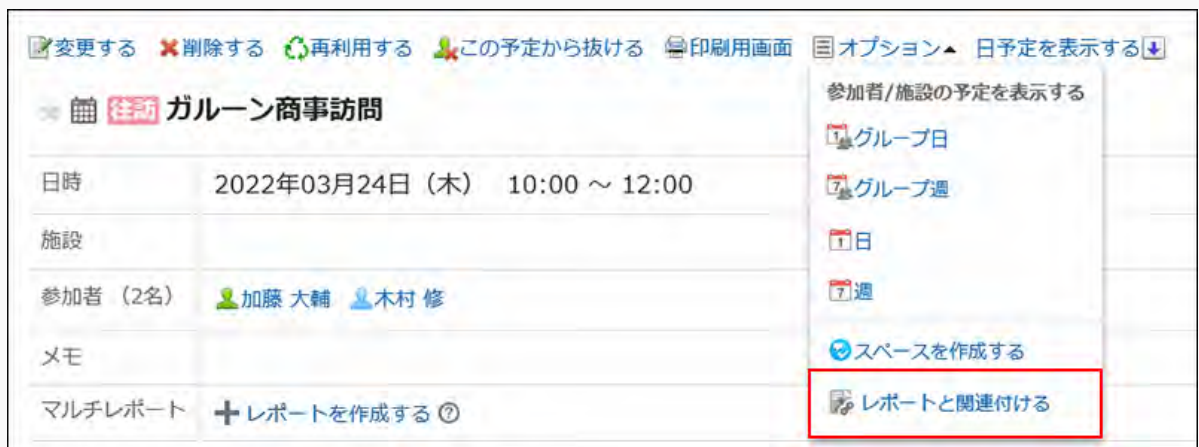 変更する 削除する 再利用する この予定から抜ける 印刷用画面 オプション▲ 日予定を表示する
往訪 ガルーン商事訪問
日時 2022年03月24日（木） 10:00 ～ 12:00
施設
参加者 （2名） 加藤 大輔 木村 修
メモ
マルチレポート レポートを作成する
参加者/施設の予定を表示する
1 グループ日
7 グループ週
1 日
7 週
スペースを作成する
レポートと関連付ける